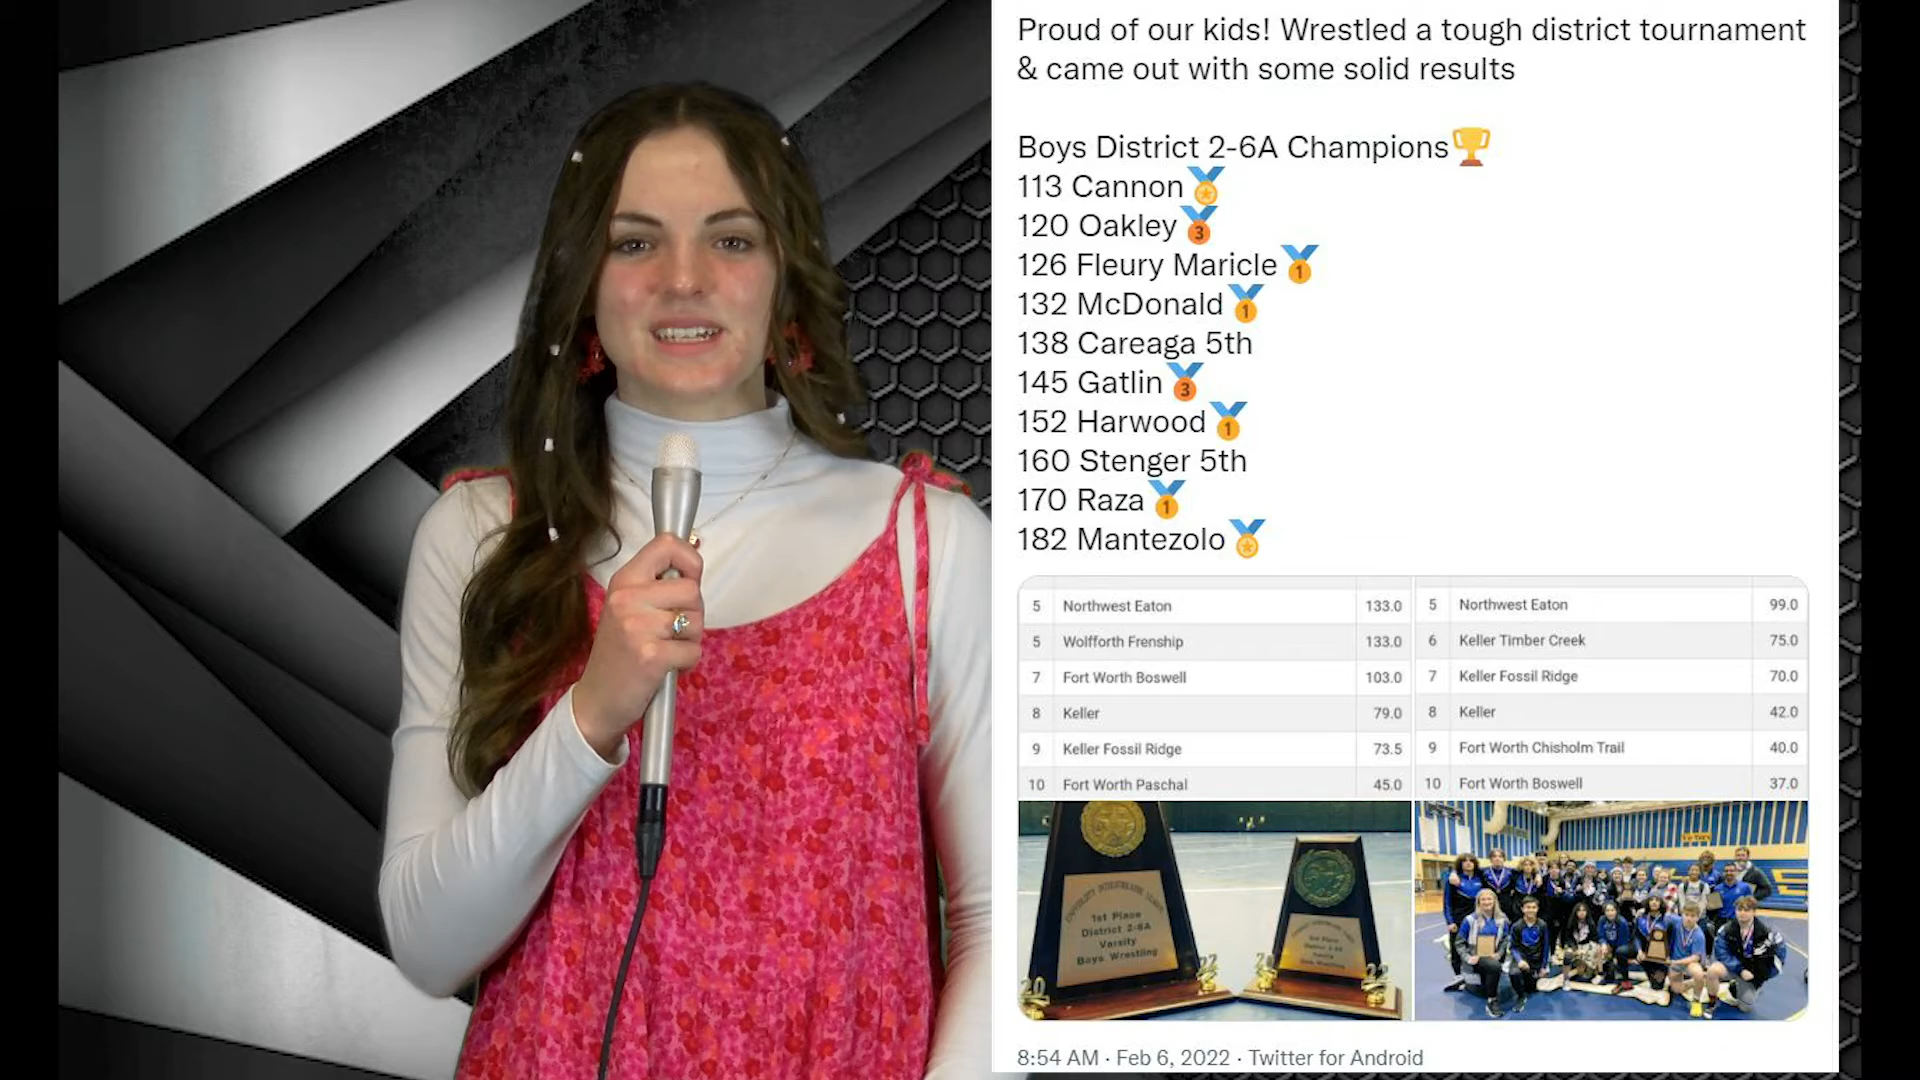 Proud of our kids! Wrestled a tough district tournament
& came out with some solid results
Boys District 2-6A Champions🏆
113 Cannon🏅
120 Oakley🥉
126 Fleury Maricle🥇
132 McDonald🥇
138 Careaga 5th
145 Gatlin🥉
152 Harwood🥇
160 Stenger 5th
170 Raza🥇
182 Mantezolo🏅
5 Northwest Eaton 133.0
5 Wolfforth Frenship 133.0
7 Fort Worth Boswell 103.0
8 Keller 79.0
9 Keller Fossil Ridge 73.5
10 Fort Worth Paschal 45.0
5 Northwest Eaton 99.0
6 Keller Timber Creek 75.0
7 Keller Fossil Ridge 70.0
8 Keller 42.0
9 Fort Worth Chisholm Trail 40.0
10 Fort Worth Boswell 37.0
1st Place
District 2-6A
Varsity
Boys Wrestling
20 22
20 22
8:54 AM · Feb 6, 2022 · Twitter for Android